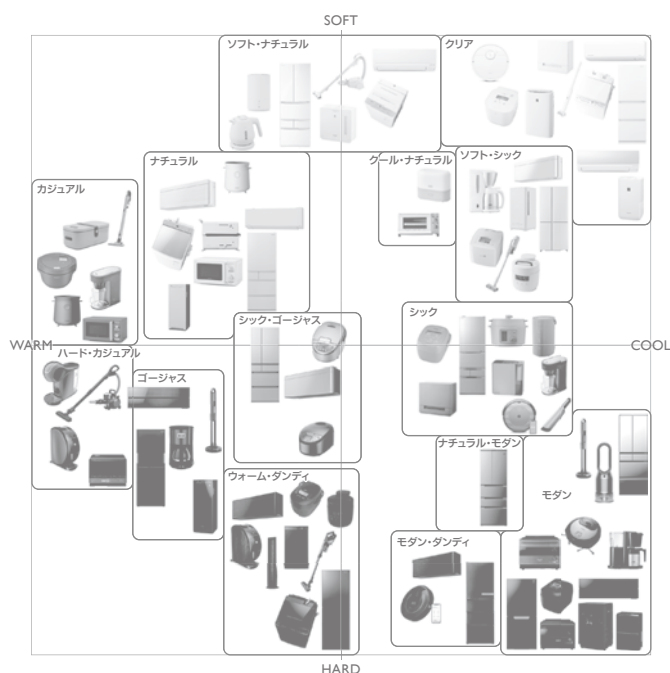 SOFT
ソフト・ナチュラル
クリア
ナチュラル
クール・ナチュラル
ソフト・シック
カジュアル
シック・ゴージャス
シック
WARM
COOL
ハード・カジュアル
ゴージャス
ナチュラル・モダン
ウォーム・ダンディ
モダン
モダン・ダンディ
HARD